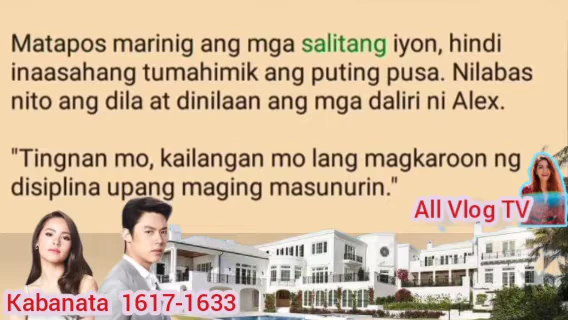 Matapos marinig ang mga salitang iyon, hindi
inaasahang tumahimik ang puting pusa. Nilabas
nito ang dila at dinilaan ang mga daliri ni Alex.
"Tingnan mo, kailangan mo lang magkaroon ng
disiplina upang maging masunurin."
All Vlog TV
Kabanata 1617-1633